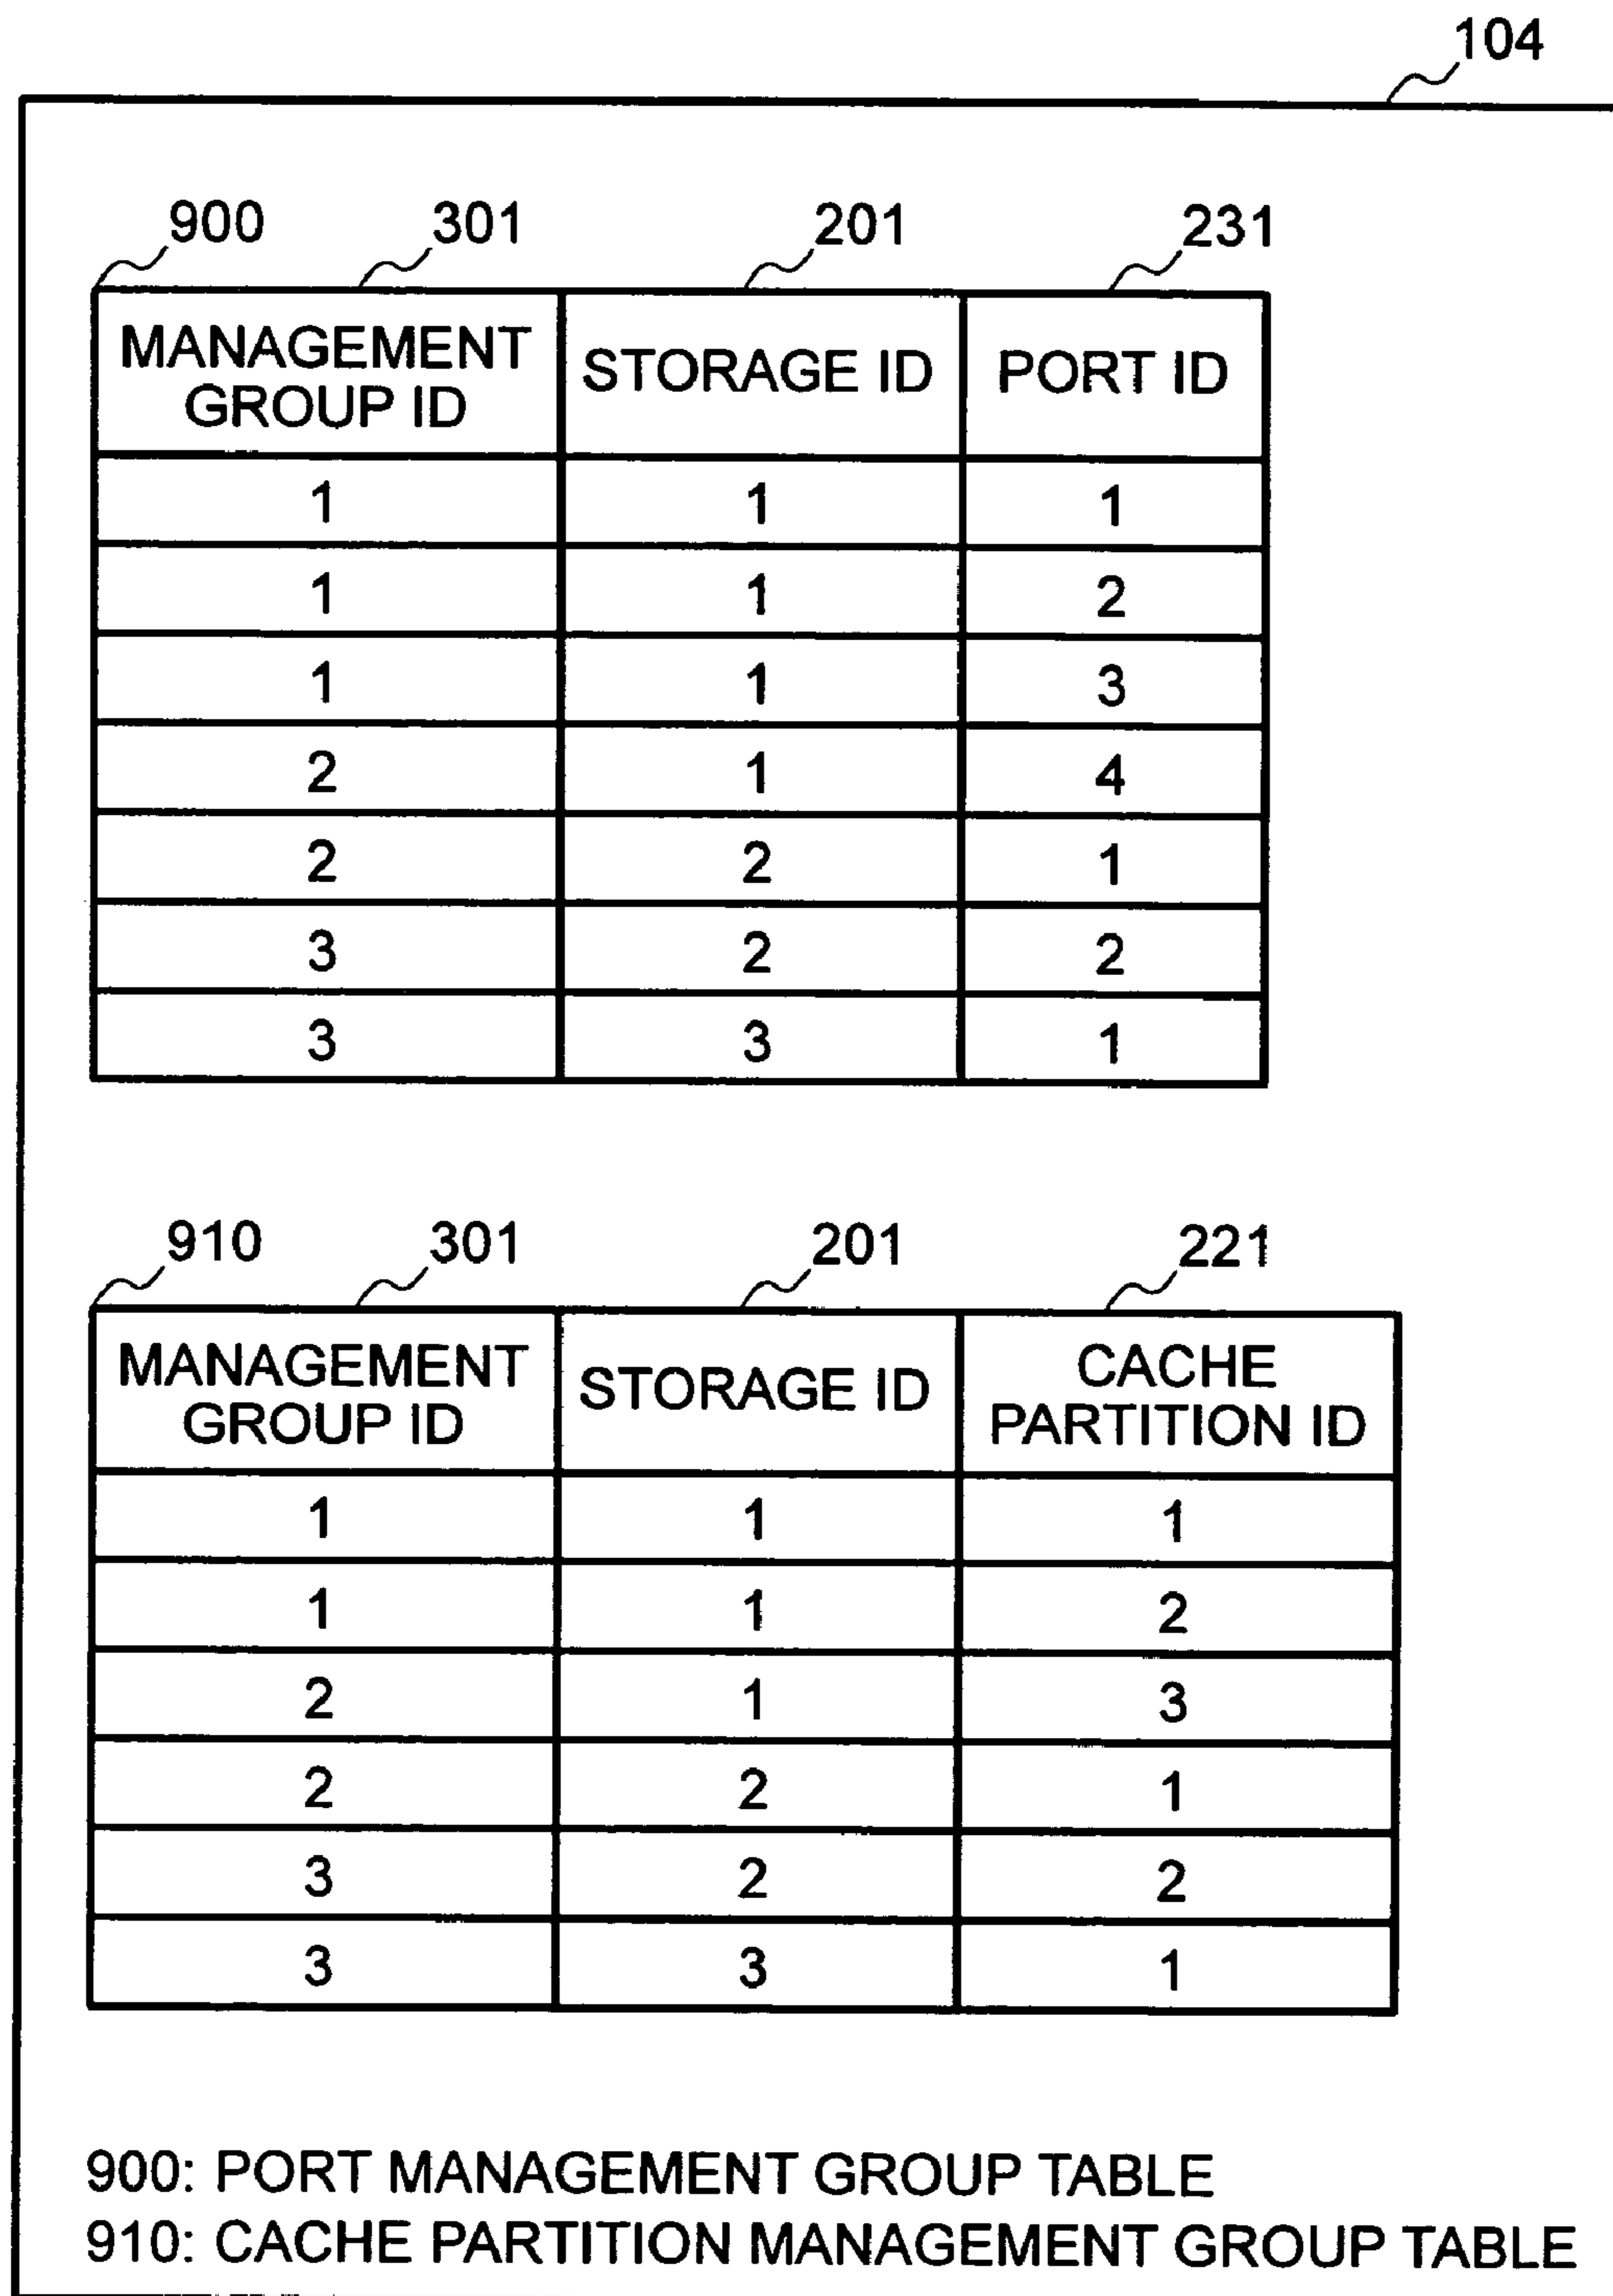 104
900 301 201 231
MANAGEMENT GROUP ID STORAGE ID PORT ID
1 1 1
1 1 2
1 1 3
2 1 4
2 2 1
3 2 2
3 3 1
910 301 201 221
MANAGEMENT GROUP ID STORAGE ID CACHE PARTITION ID
1 1 1
1 1 2
2 1 3
2 2 1
3 2 2
3 3 1
900: PORT MANAGEMENT GROUP TABLE
910: CACHE PARTITION MANAGEMENT GROUP TABLE